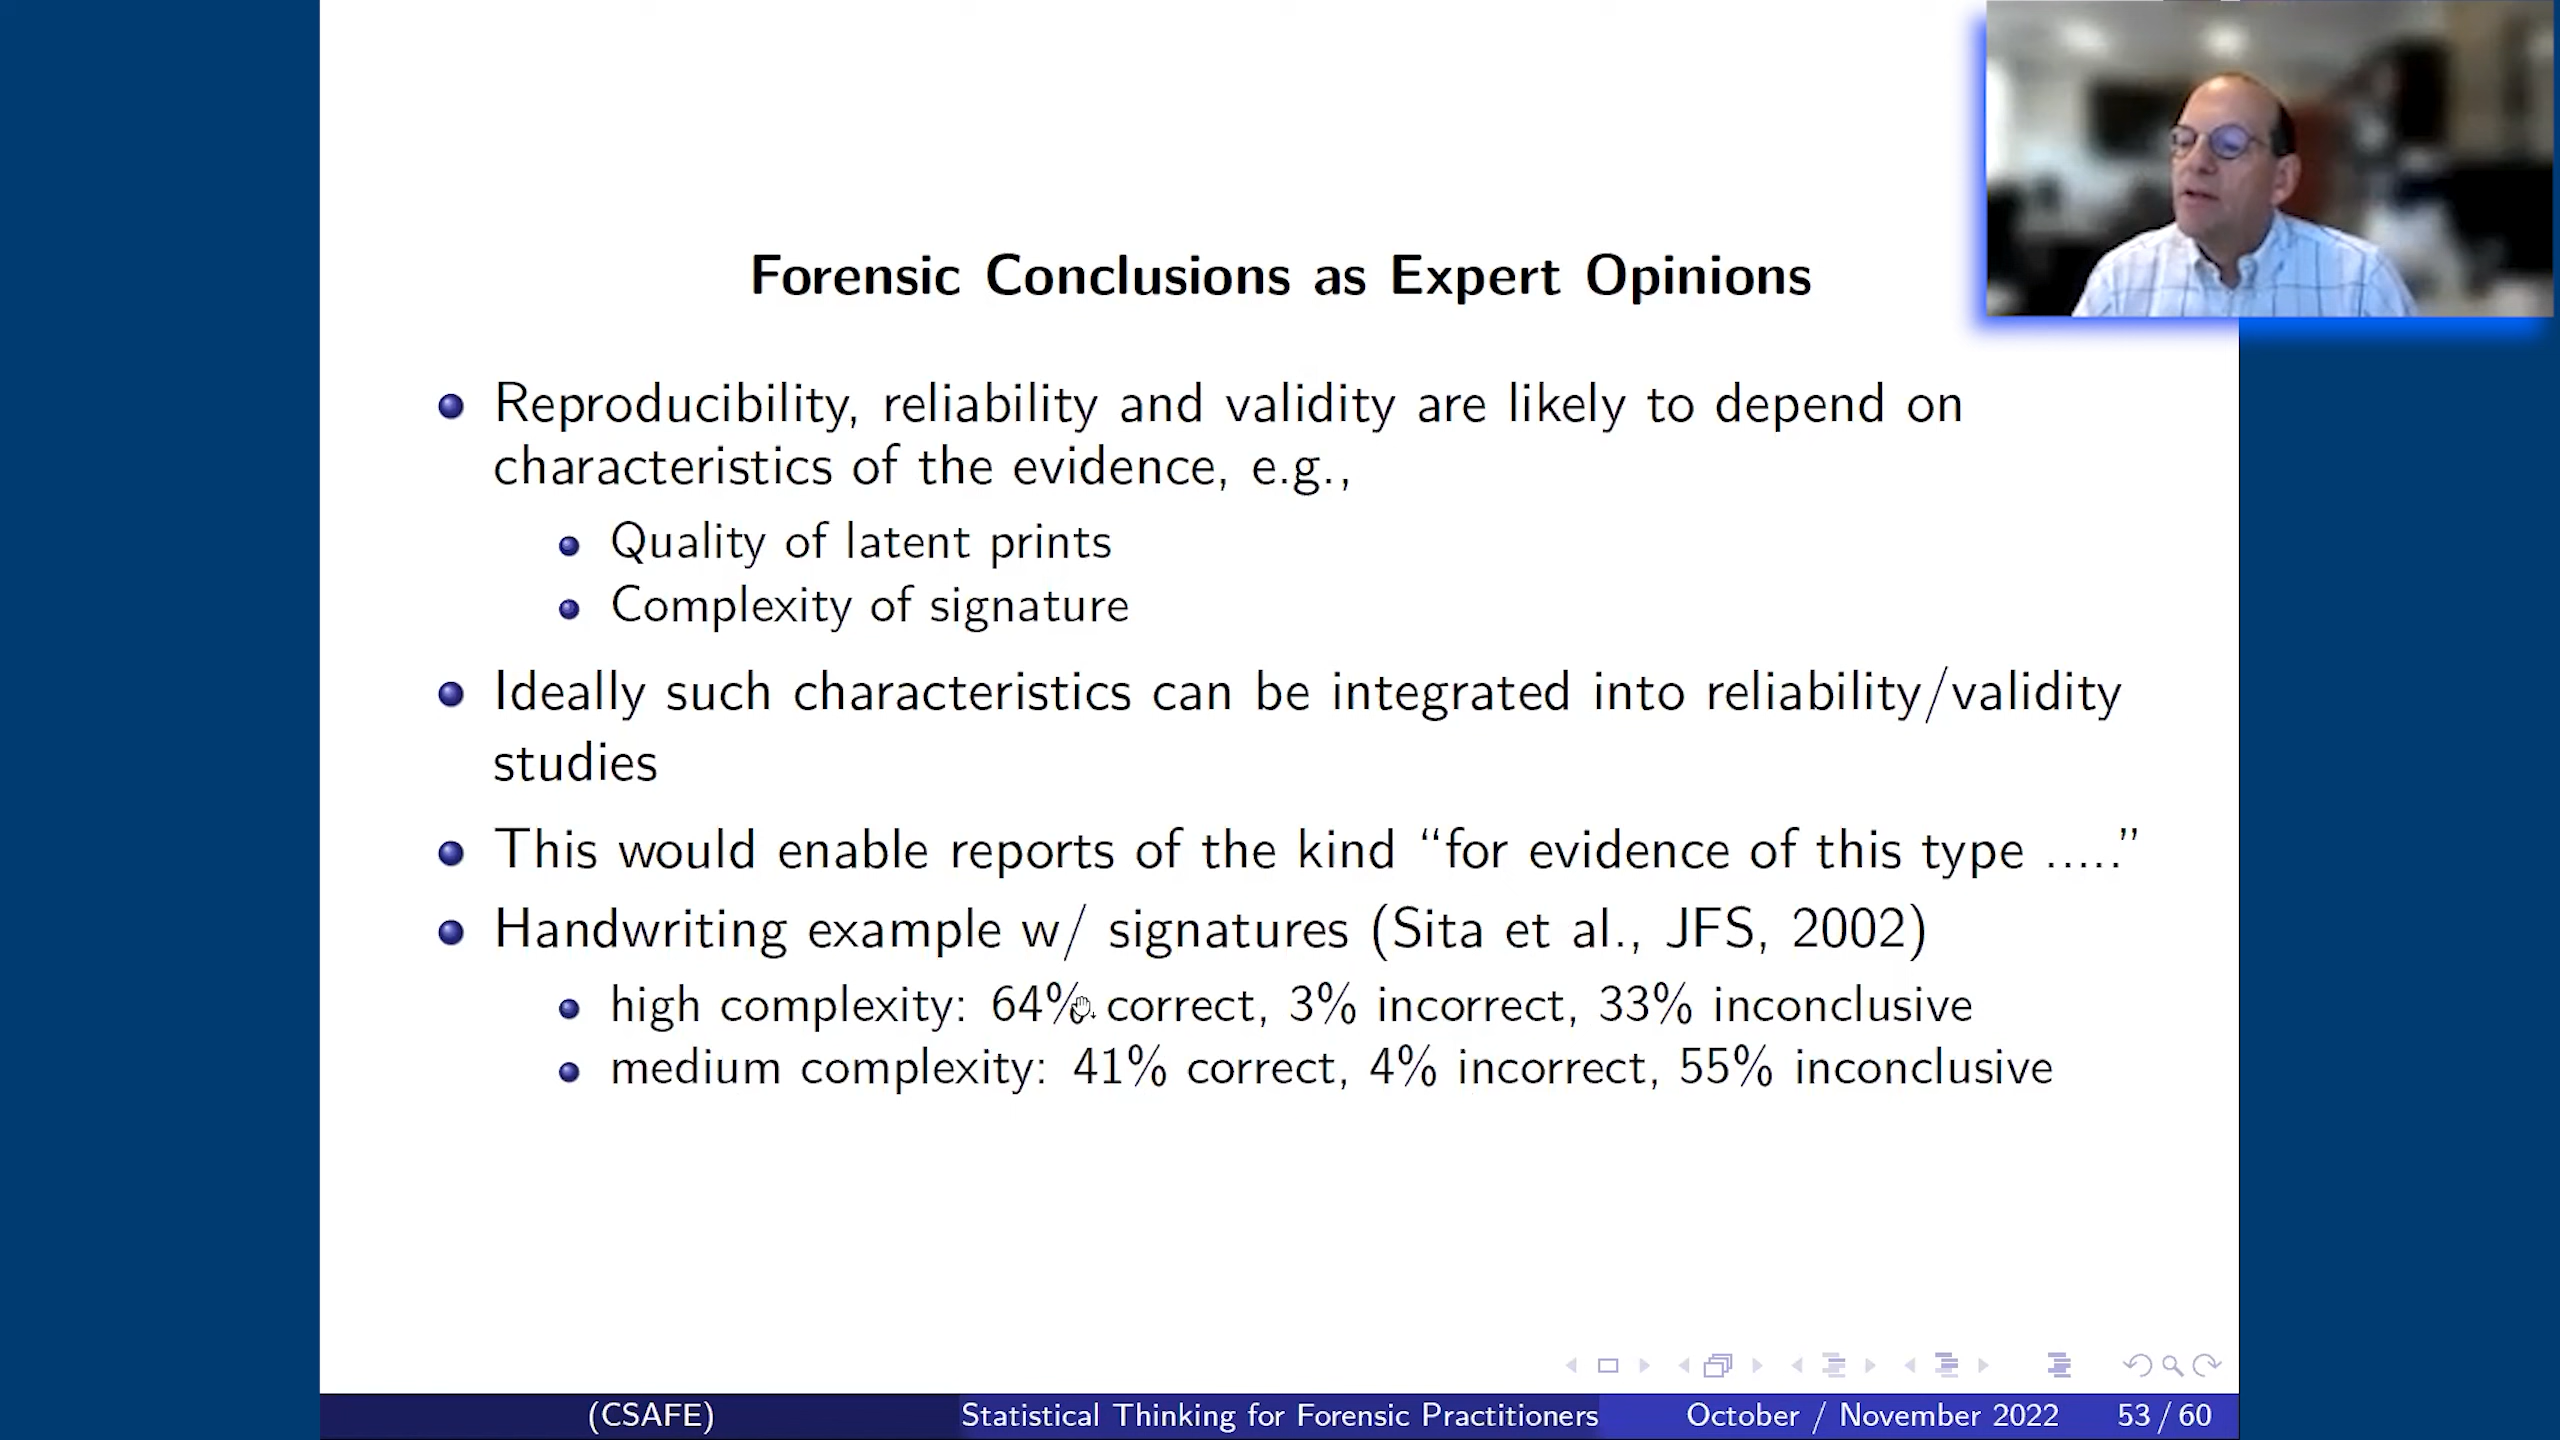 Forensic Conclusions as Expert Opinions
Reproducibility, reliability and validity are likely to depend on
characteristics of the evidence, e.g.,
Quality of latent prints
Complexity of signature
Ideally such characteristics can be integrated into reliability/validity
studies
This would enable reports of the kind “for evidence of this type .....”
Handwriting example w/ signatures (Sita et al., JFS, 2002)
high complexity: 64% correct, 3% incorrect, 33% inconclusive
medium complexity: 41% correct, 4% incorrect, 55% inconclusive
(CSAFE) Statistical Thinking for Forensic Practitioners October / November 2022 53 / 60